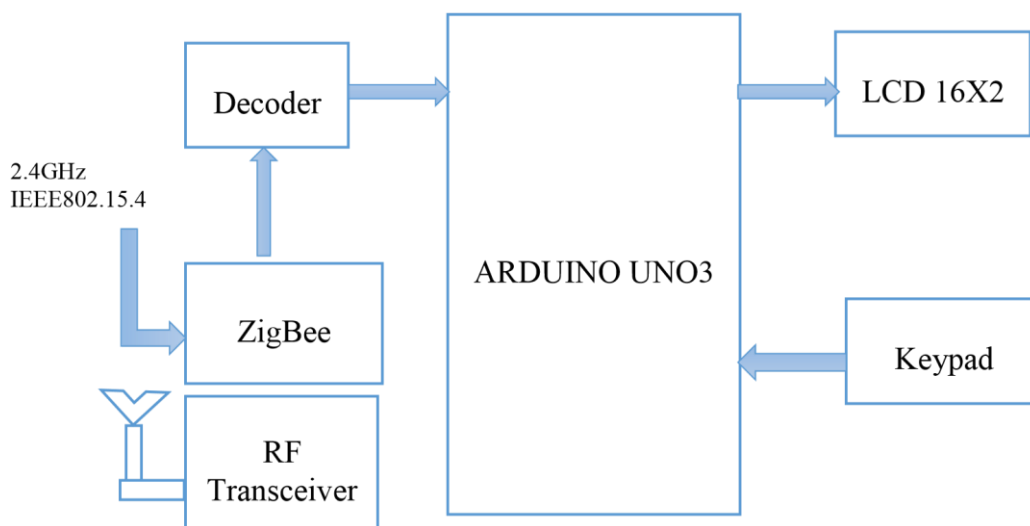 Decoder
LCD 16X2
2.4GHz
IEEE802.15.4
ARDUINO UNO3
ZigBee
Keypad
RF
Transceiver